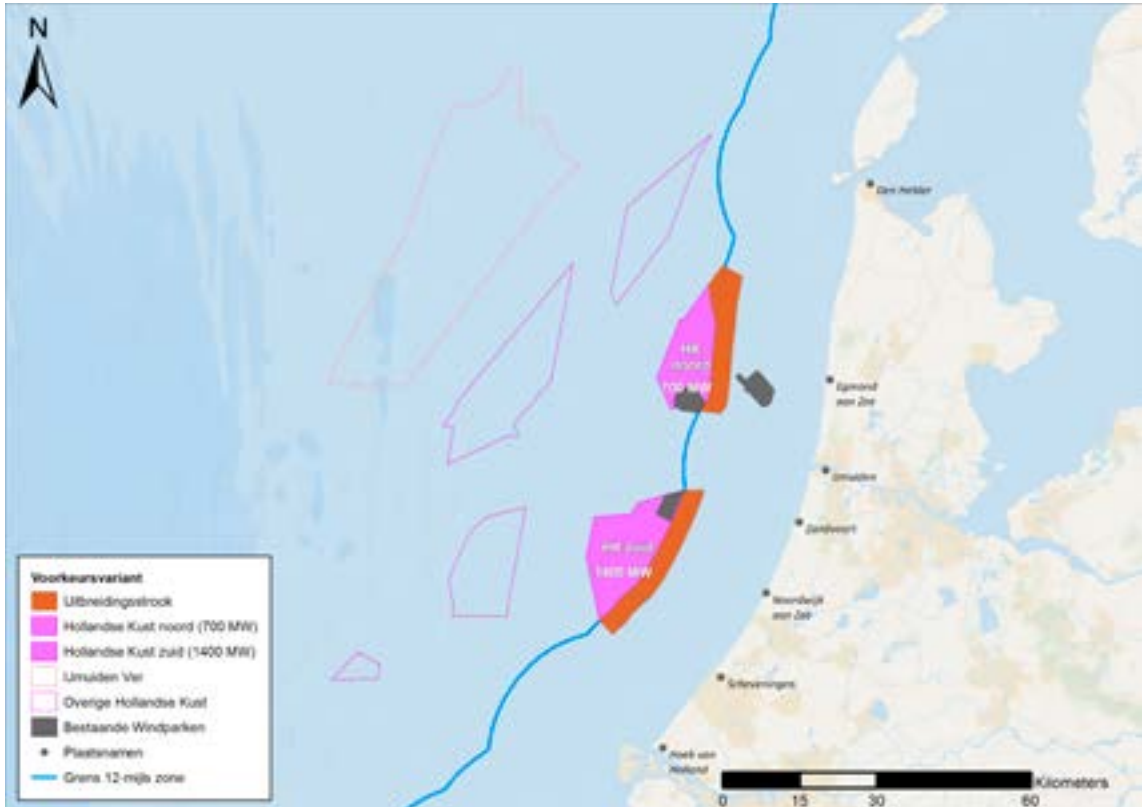 N
Den Helder
HK
noord
700 MW
Egmond
aan Zee
IJmuiden
Zandvoort
HK zuid
1400 MW
Noordwijk
aan Zee
Scheveningen
Hoek van
Holland
Voorkeursvariant
Uitbreidingsstrook
Hollandse Kust noord (700 MW)
Hollandse Kust zuid (1400 MW)
IJmuiden Ver
Overige Hollandse Kust
Bestaande Windparken
Plaatsnamen
Grens 12-mijls zone
Kilometers
0 15 30 60